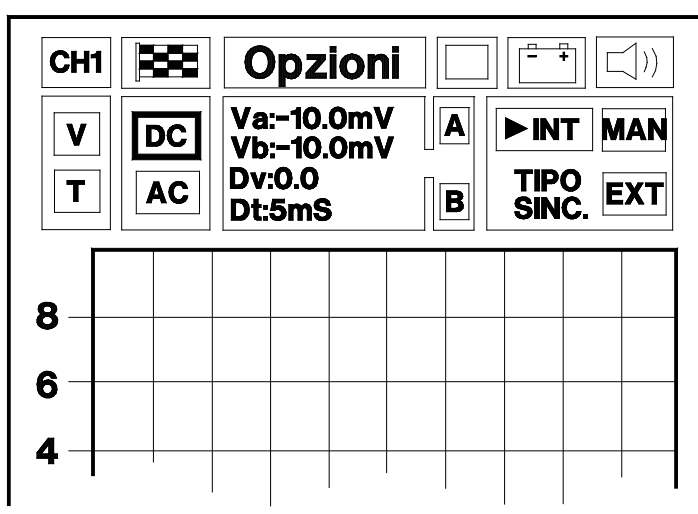 CH1
Opzioni
- +
V
T
DC
AC
Va:-10.0mV
Vb:-10.0mV
Dv:0.0
Dt:5mS
A
B
▶INT
MAN
TIPO
SINC.
EXT
8
6
4